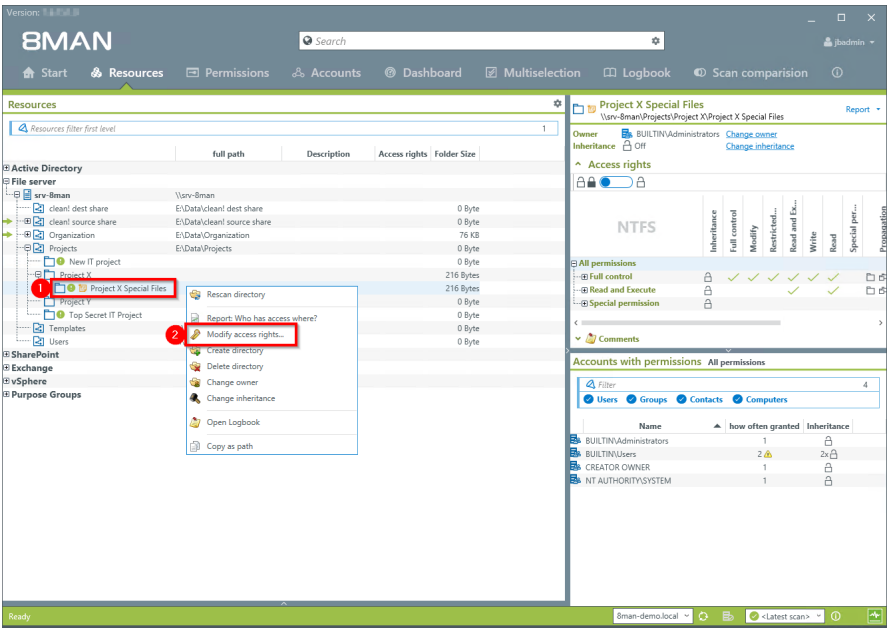 Version:
8MAN
Search
jbadmin
Start Resources Permissions Accounts Dashboard Multiselection Logbook Scan comparision
Resources
Resources filter first level 1
full path Description Access rights Folder Size
Active Directory
File server
srv-8man \\srv-8man
clean! dest share E:\Data\clean! dest share 0 Byte
clean! source share E:\Data\clean! source share 0 Byte
Organization E:\Data\Organization 76 KB
Projects E:\Data\Projects 0 Byte
New IT project 0 Byte
Project X 216 Bytes
1 Project X Special Files 216 Bytes
Project Y 0 Byte
Top Secret IT Project 0 Byte
Templates 0 Byte
Users 0 Byte
SharePoint
Exchange
vSphere
Purpose Groups
Rescan directory
Report: Who has access where?
2 Modify access rights...
Create directory
Delete directory
Change owner
Change inheritance
Open Logbook
Copy as path
Project X Special Files
\\srv-8man\Projects\Project X\Project X Special Files
Report
Owner BUILTIN\Administrators Change owner
Inheritance Off Change inheritance
Access rights
NTFS
Inheritance
Full control
Modify
Restricted...
Read and Ex...
Write
Read
Special per...
Propagation
All permissions
Full control
Read and Execute
Special permission
Comments
Accounts with permissions All permissions
Filter 4
Users Groups Contacts Computers
Name how often granted Inheritance
BUILTIN\Administrators 1
BUILTIN\Users 2 2x
CREATOR OWNER 1
NT AUTHORITY\SYSTEM 1
Ready
8man-demo.local <Latest scan>